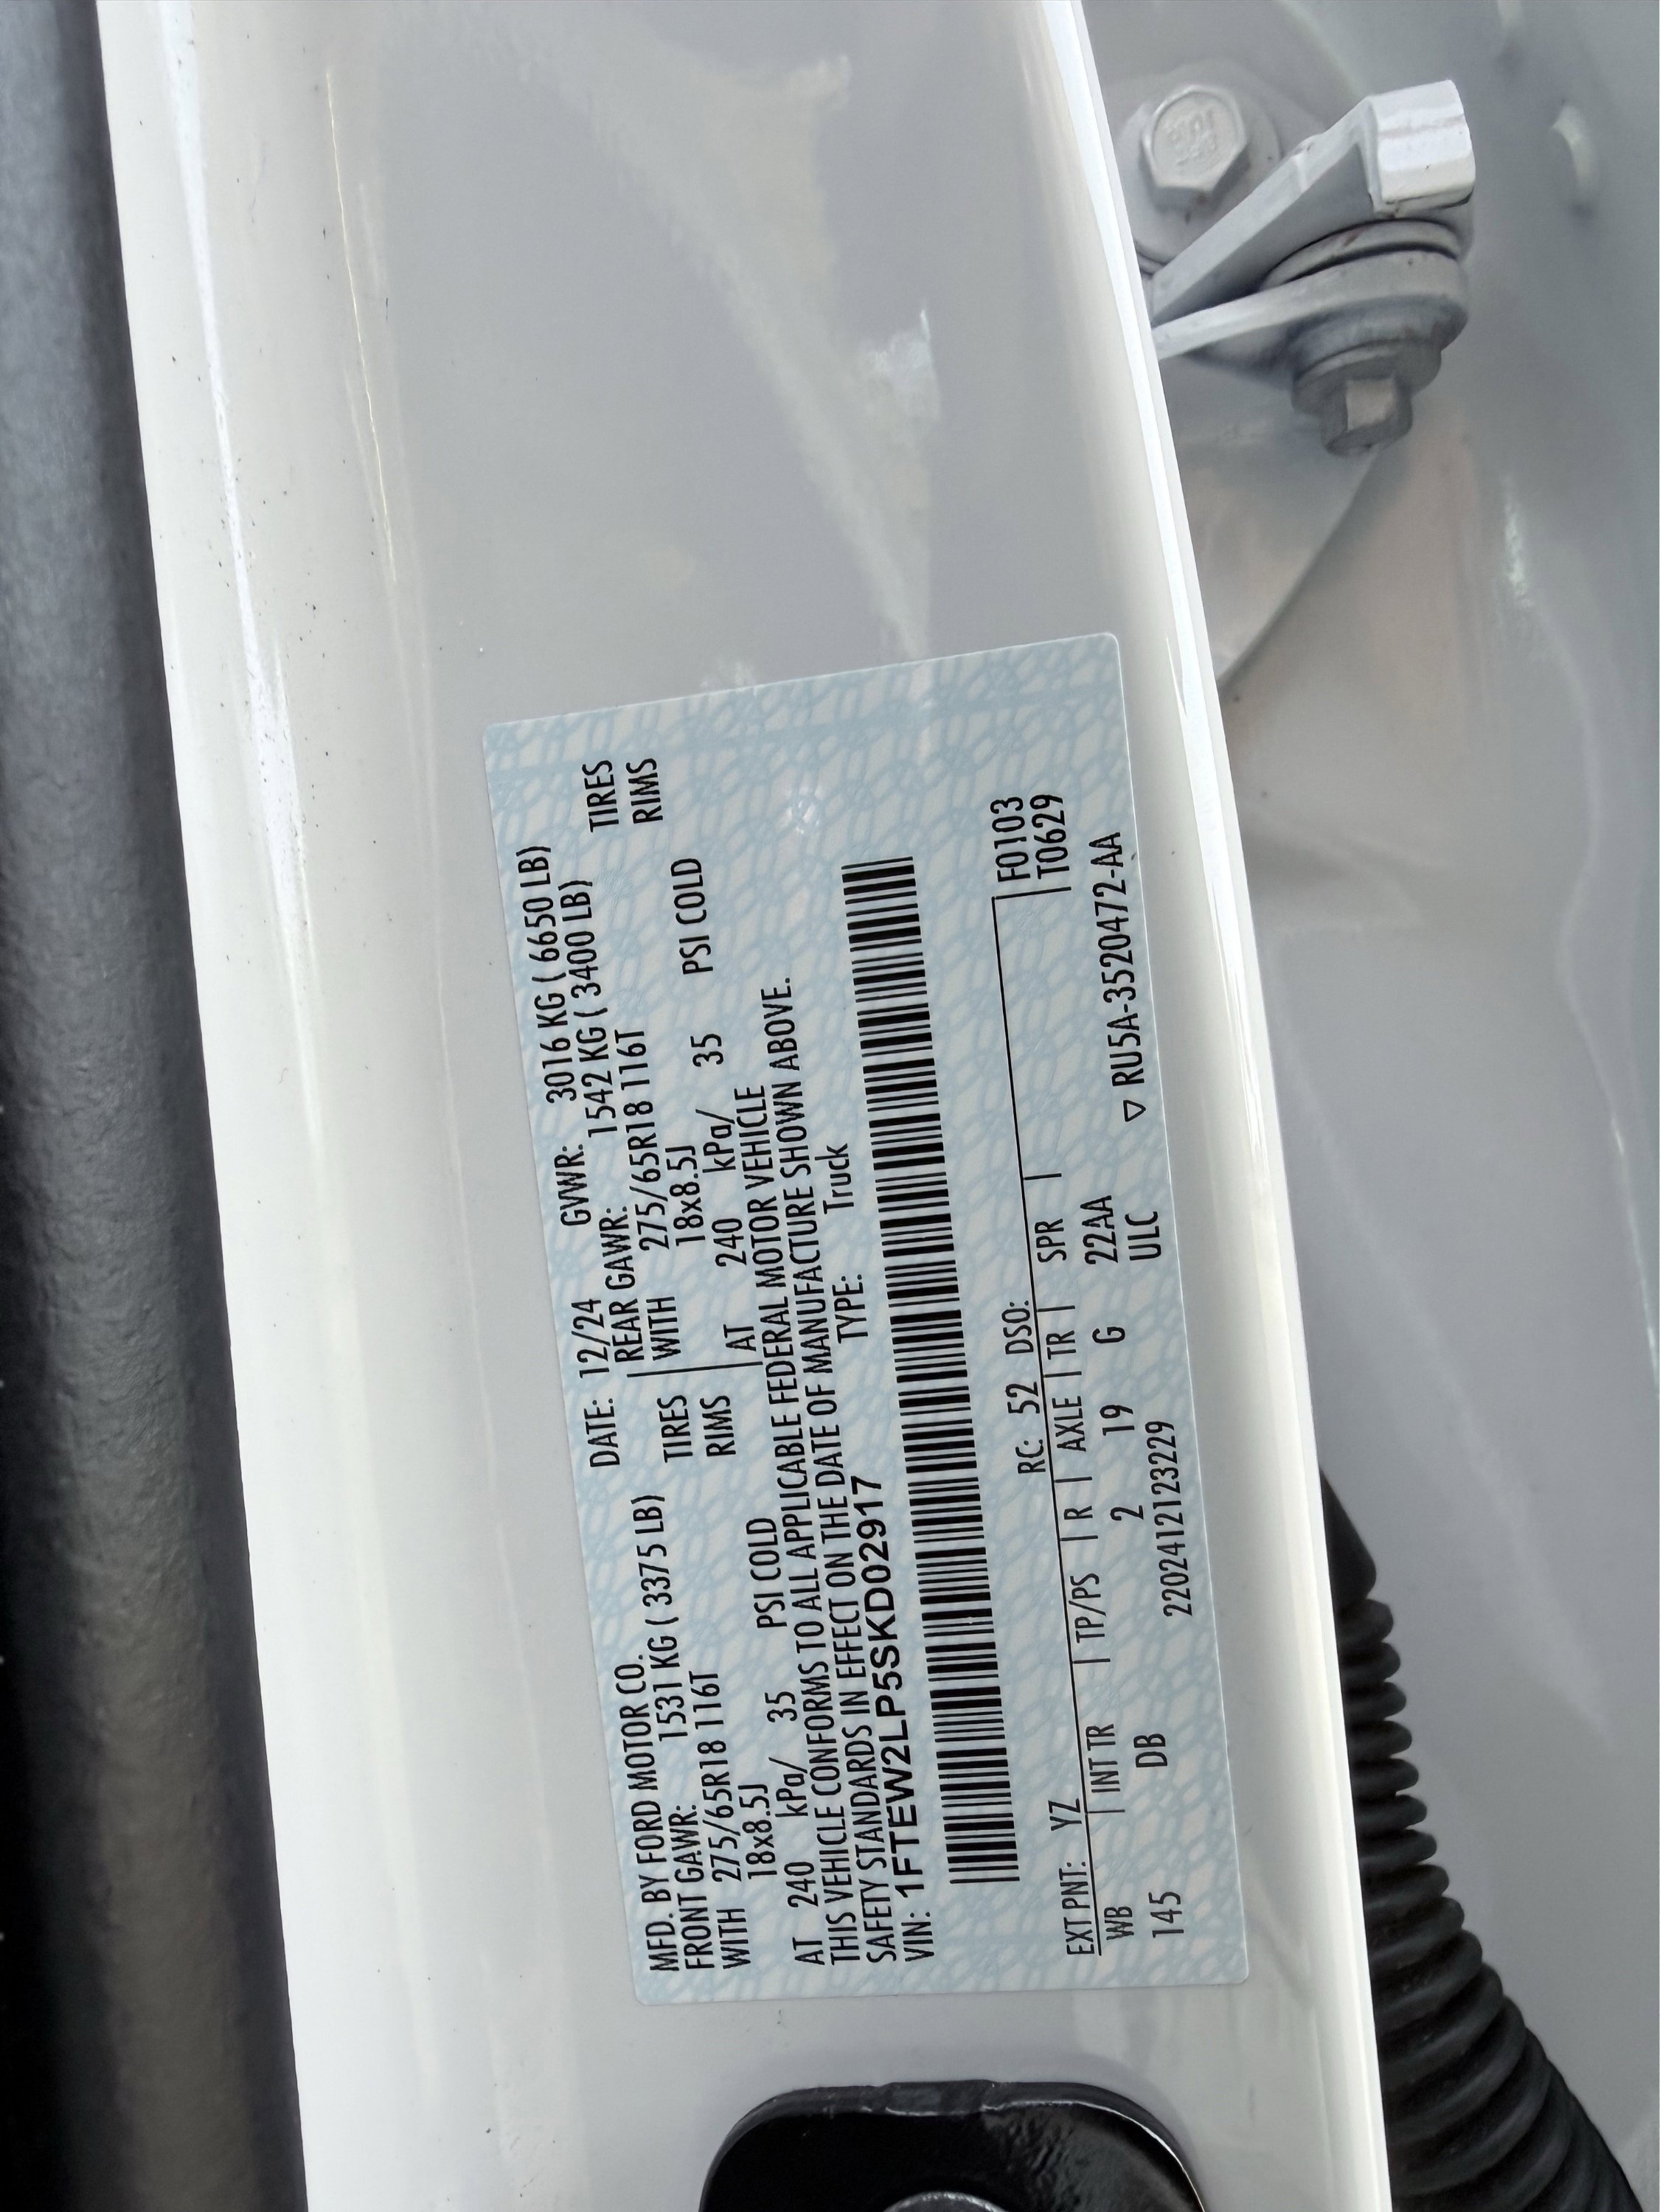 MFD. BY FORD MOTOR CO. DATE: 12/24 GVWR: 3016 KG ( 6650 LB)
FRONT GAWR: 1531 KG ( 3375 LB) REAR GAWR: 1542 KG ( 3400 LB)
WITH 275/65R18 116T TIRES WITH 275/65R18 116T TIRES
18x8.5J RIMS 18x8.5J RIMS
AT 240 kPa/ 35 PSI COLD AT 240 kPa/ 35 PSI COLD
THIS VEHICLE CONFORMS TO ALL APPLICABLE FEDERAL MOTOR VEHICLE
SAFETY STANDARDS IN EFFECT ON THE DATE OF MANUFACTURE SHOWN ABOVE.
VIN: 1FTEW2LP5SKD02917 TYPE: Truck
EXT PNT: YZ RC: 52 DSO: F0103
WB INT TR TP/PS R AXLE TR SPR T0629
145 DB 2 19 G 22AA
2202412123229 ULC ▽ RU5A-3520472-AA